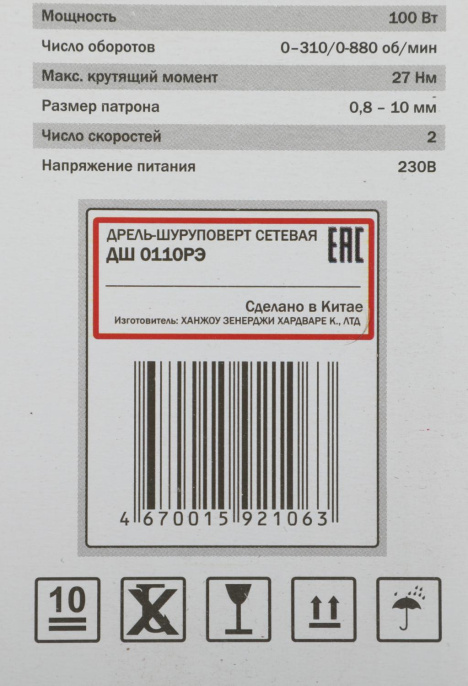 Мощность 100 Вт
Число оборотов 0–310/0-880 об/мин
Макс. крутящий момент 27 Нм
Размер патрона 0,8 – 10 мм
Число скоростей 2
Напряжение питания 230В
ДРЕЛЬ-ШУРУПОВЕРТ СЕТЕВАЯ
ДШ 0110РЭ
ЕАС
Сделано в Китае
Изготовитель: ХАНЖОУ ЗЕНЕРДЖИ ХАРДВАРЕ К., ЛТД
4 670015 921063
10